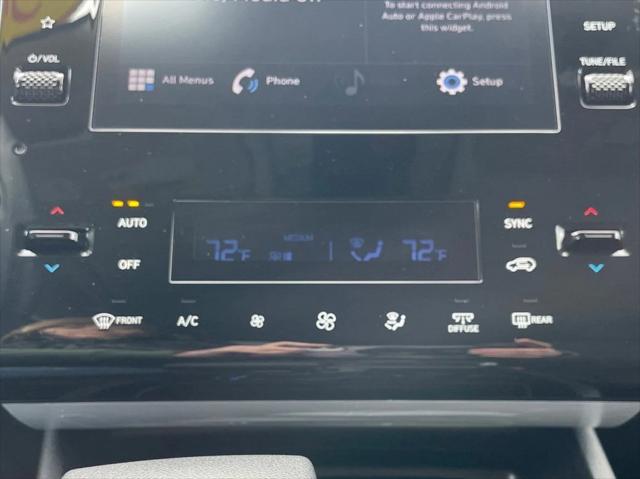 To start connecting Android
Auto or Apple CarPlay, press
this widget.
SETUP
⏻/VOL
TUNE/FILE
All Menus
Phone
Setup
AUTO
SYNC
MEDIUM
72°F
72°F
OFF
FRONT
A/C
DIFFUSE
REAR